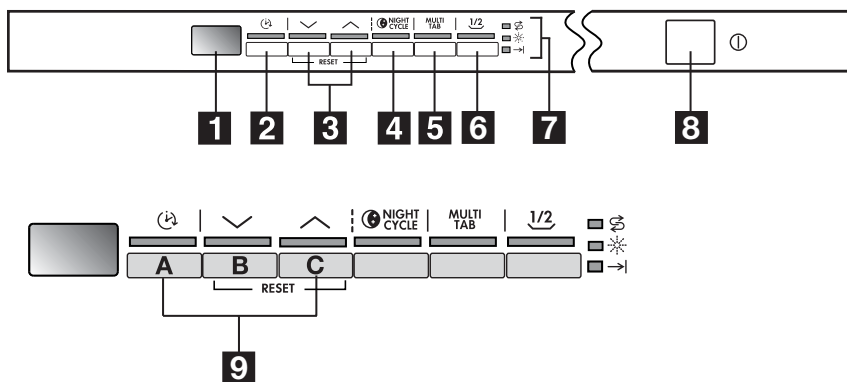 NIGHT CYCLE MULTI TAB 1/2
RESET
1 2 3 4 5 6 7 8
NIGHT CYCLE MULTI TAB 1/2
A B C
RESET
9